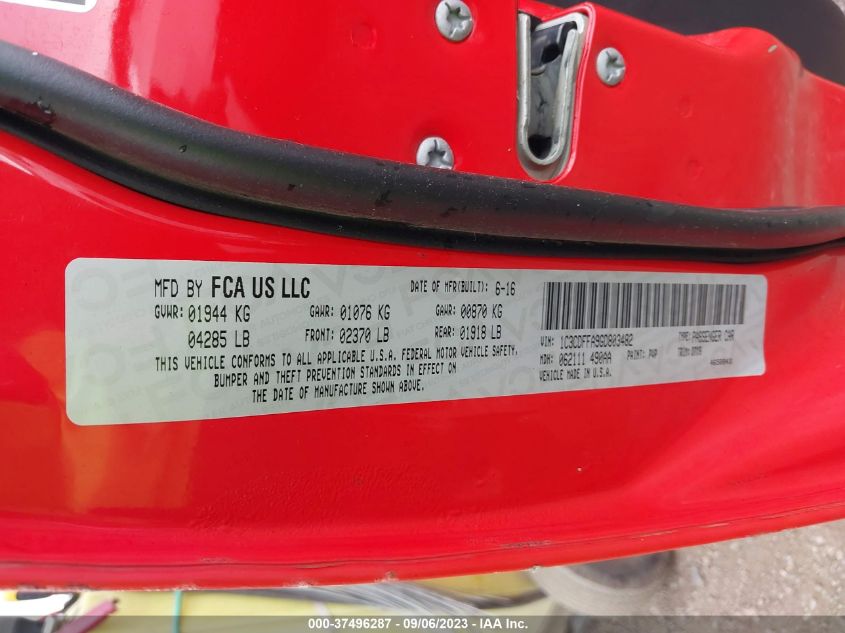 MFD BY FCA US LLC DATE OF MFR(BUILT): 6-16
GVWR: 01944 KG GAWR: 01076 KG GAWR: 00870 KG
04285 LB FRONT: 02370 LB REAR: 01918 LB
THIS VEHICLE CONFORMS TO ALL APPLICABLE U.S.A. FEDERAL MOTOR VEHICLE SAFETY,
BUMPER AND THEFT PREVENTION STANDARDS IN EFFECT ON
THE DATE OF MANUFACTURE SHOWN ABOVE.
VIN: 1C3CDFFA9GD803482 TYPE: PASSENGER CAR
MDH: 062111 490AA PAINT: TRIM:
VEHICLE MADE IN U.S.A.
000-37496287 - 09/06/2023 - IAA Inc.